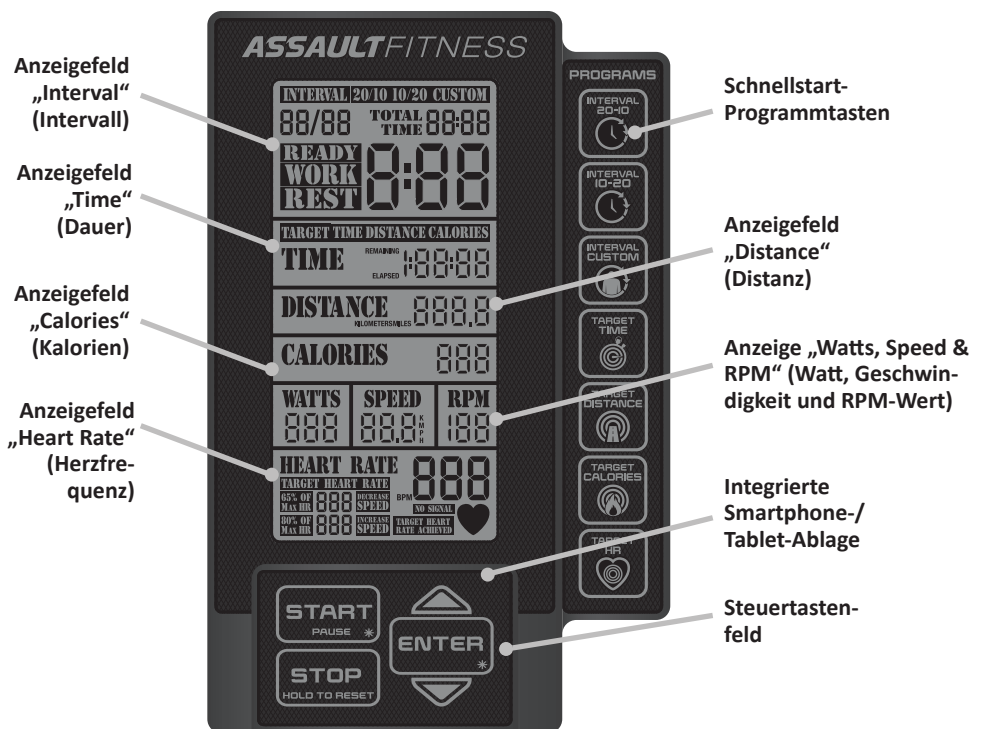 Anzeigefeld
„Interval“
(Intervall)
Anzeigefeld
„Time“
(Dauer)
Anzeigefeld
„Calories“
(Kalorien)
Anzeigefeld
„Heart Rate“
(Herzfre-
quenz)
ASSAULTFITNESS
INTERVAL 20/10 10/20 CUSTOM
88/88 TOTAL TIME 88:88
READY
WORK
REST
8:88
TARGET TIME DISTANCE CALORIES
TIME REMAINING ELAPSED 1:88:88
DISTANCE KILOMETERSMILES 888.8
CALORIES 888
WATTS SPEED RPM
888 88.8 KMPH 188
HEART RATE 888
TARGET HEART RATE
BPM
65% OF MAX HR 888 DECREASE SPEED
NO SIGNAL
80% OF MAX HR 888 INCREASE SPEED
TARGET HEART
RATE ACHIEVED
START
PAUSE *
STOP
HOLD TO RESET
ENTER
*
PROGRAMS
INTERVAL
20-10
INTERVAL
10-20
INTERVAL
CUSTOM
TARGET
TIME
TARGET
DISTANCE
TARGET
CALORIES
TARGET
HR
Schnellstart-
Programmtasten
Anzeigefeld
„Distance“
(Distanz)
Anzeige „Watts, Speed &
RPM“ (Watt, Geschwin-
digkeit und RPM-Wert)
Integrierte
Smartphone-/
Tablet-Ablage
Steuertasten-
feld